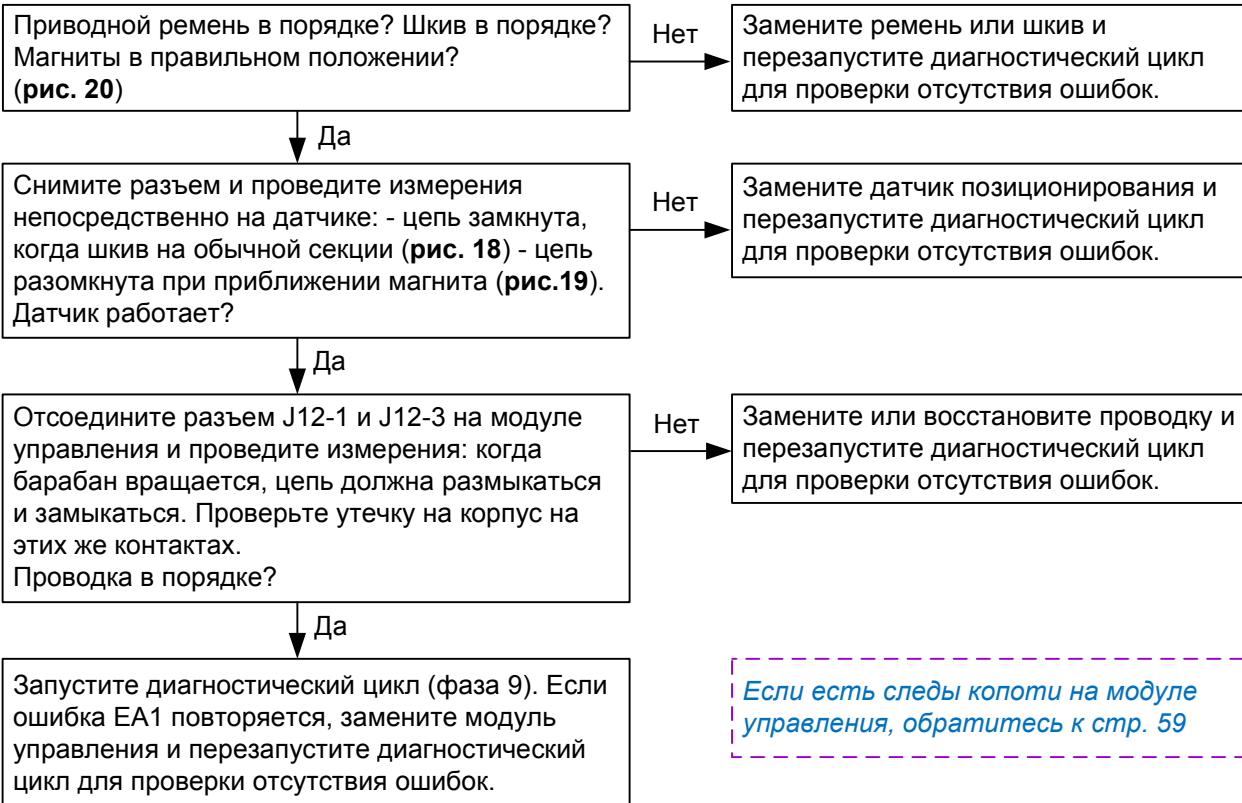 Приводной ремень в порядке? Шкив в порядке?
Магниты в правильном положении?
(рис. 20)
Нет
Замените ремень или шкив и
перезапустите диагностический цикл
для проверки отсутствия ошибок.
Да
Снимите разъем и проведите измерения
непосредственно на датчике: - цепь замкнута,
когда шкив на обычной секции (рис. 18) - цепь
разомкнута при приближении магнита (рис.19).
Датчик работает?
Нет
Замените датчик позиционирования и
перезапустите диагностический цикл
для проверки отсутствия ошибок.
Да
Отсоедините разъем J12-1 и J12-3 на модуле
управления и проведите измерения: когда
барабан вращается, цепь должна размыкаться
и замыкаться. Проверьте утечку на корпус на
этих же контактах.
Проводка в порядке?
Нет
Замените или восстановите проводку и
перезапустите диагностический цикл
для проверки отсутствия ошибок.
Да
Запустите диагностический цикл (фаза 9). Если
ошибка EA1 повторяется, замените модуль
управления и перезапустите диагностический
цикл для проверки отсутствия ошибок.
Если есть следы копоти на модуле
управления, обратитесь к стр. 59